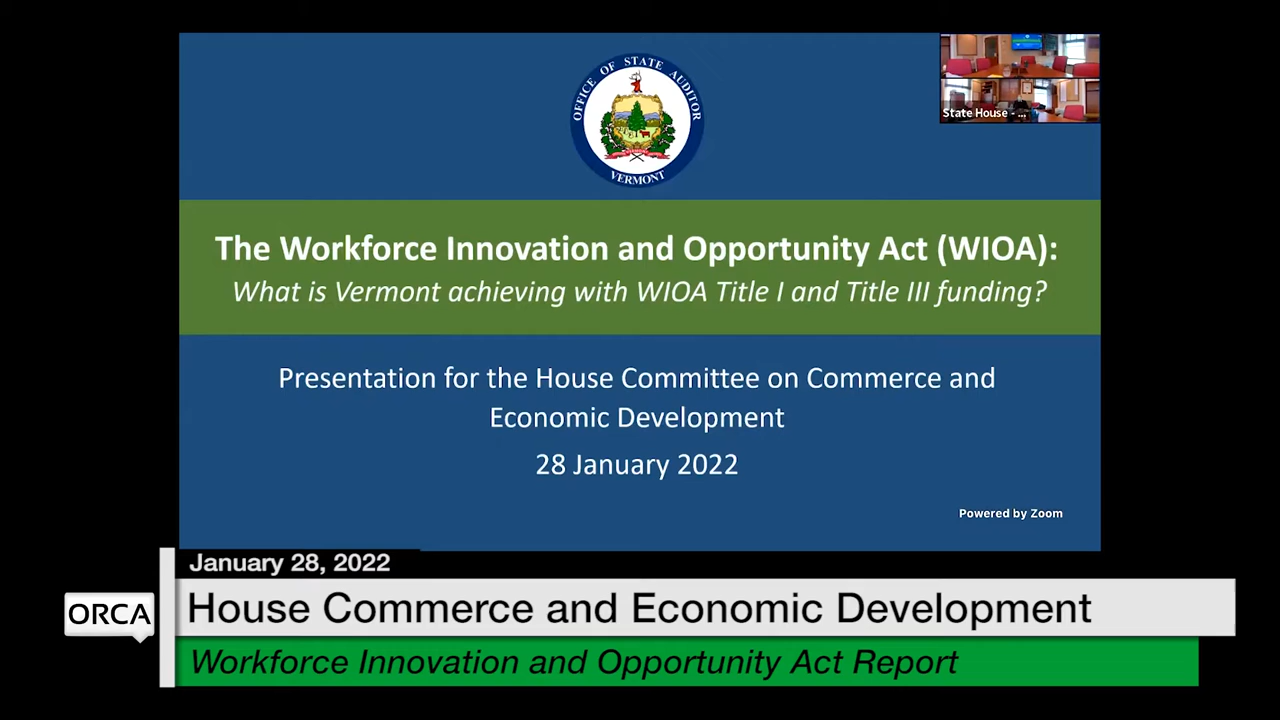 OFFICE OF STATE AUDITOR
VERMONT
State House - ...
The Workforce Innovation and Opportunity Act (WIOA):
What is Vermont achieving with WIOA Title I and Title III funding?
Presentation for the House Committee on Commerce and
Economic Development
28 January 2022
Powered by Zoom
January 28, 2022
ORCA
House Commerce and Economic Development
Workforce Innovation and Opportunity Act Report